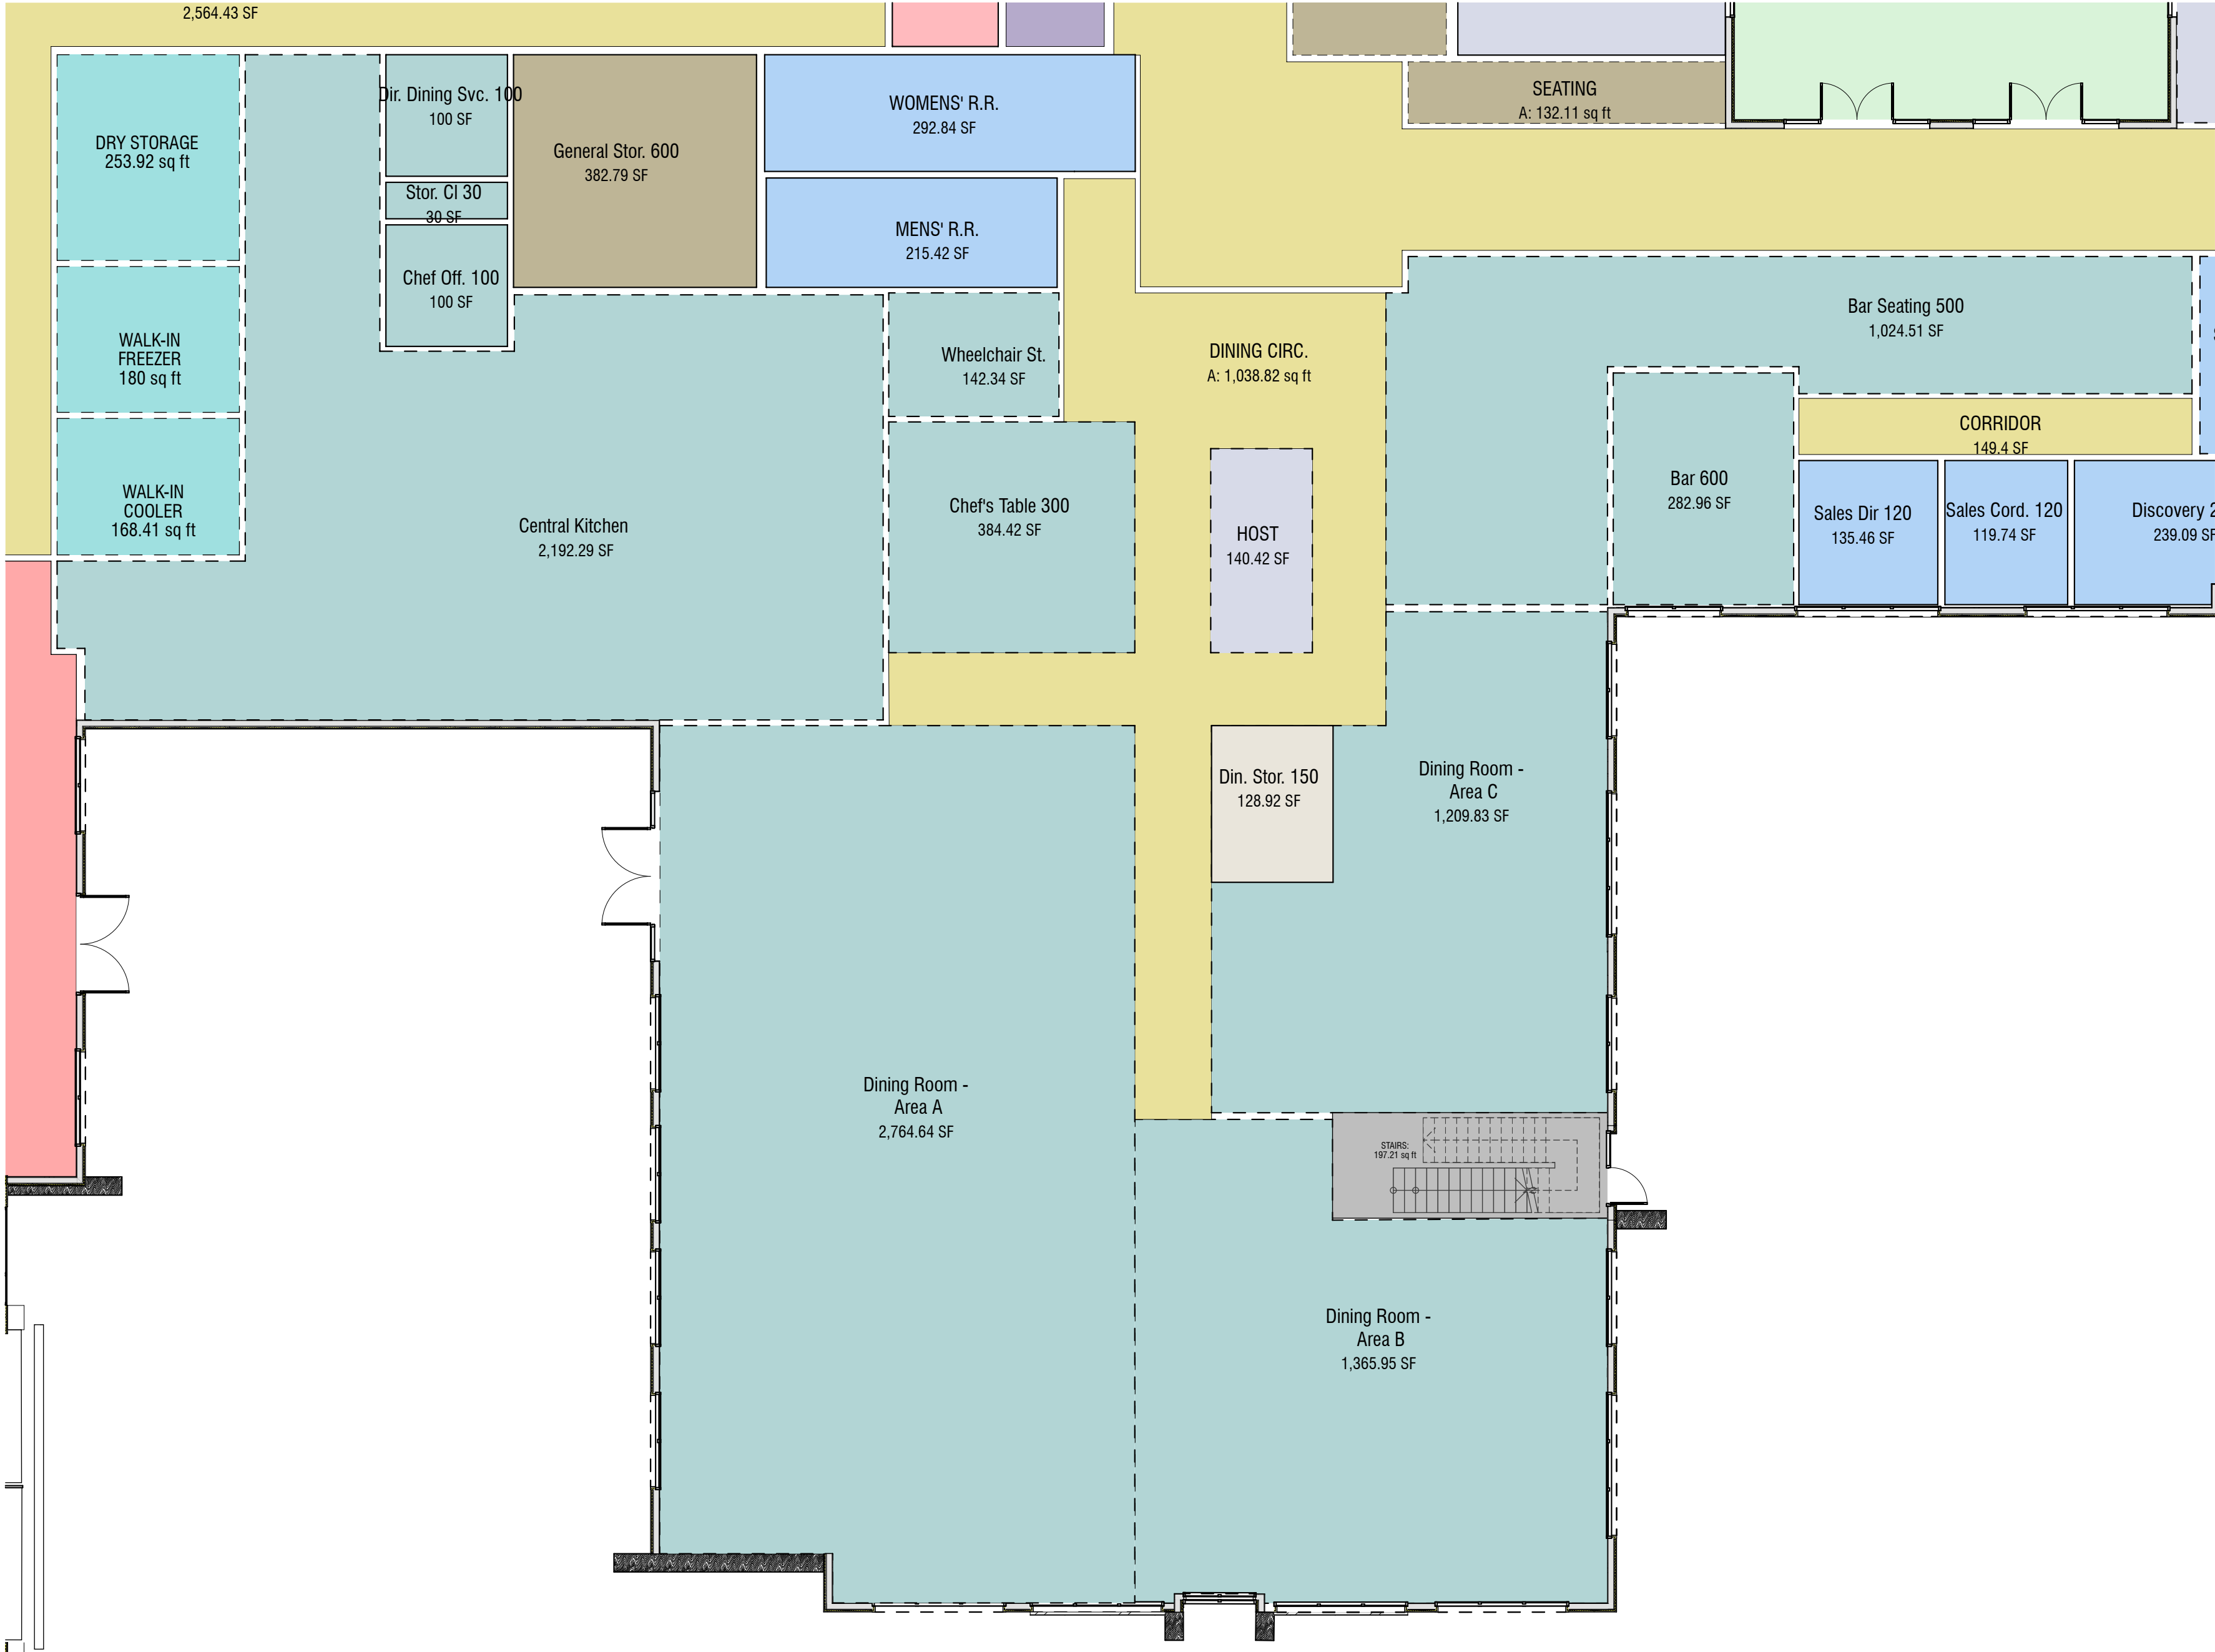 2,564.43 SF
SEATING
A: 132.11 sq ft
Dir. Dining Svc. 100
100 SF
WOMENS' R.R.
292.84 SF
DRY STORAGE
253.92 sq ft
General Stor. 600
382.79 SF
Stor. Cl 30
30 SF
MENS' R.R.
215.42 SF
Chef Off. 100
100 SF
Bar Seating 500
1,024.51 SF
WALK-IN
FREEZER
180 sq ft
Wheelchair St.
142.34 SF
DINING CIRC.
A: 1,038.82 sq ft
CORRIDOR
149.4 SF
Bar 600
282.96 SF
WALK-IN
COOLER
168.41 sq ft
Central Kitchen
2,192.29 SF
Chef's Table 300
384.42 SF
HOST
140.42 SF
Sales Dir 120
135.46 SF
Sales Cord. 120
119.74 SF
Discovery 2
239.09 SF
Din. Stor. 150
128.92 SF
Dining Room -
Area C
1,209.83 SF
Dining Room -
Area A
2,764.64 SF
STAIRS:
197.21 sq ft
Dining Room -
Area B
1,365.95 SF